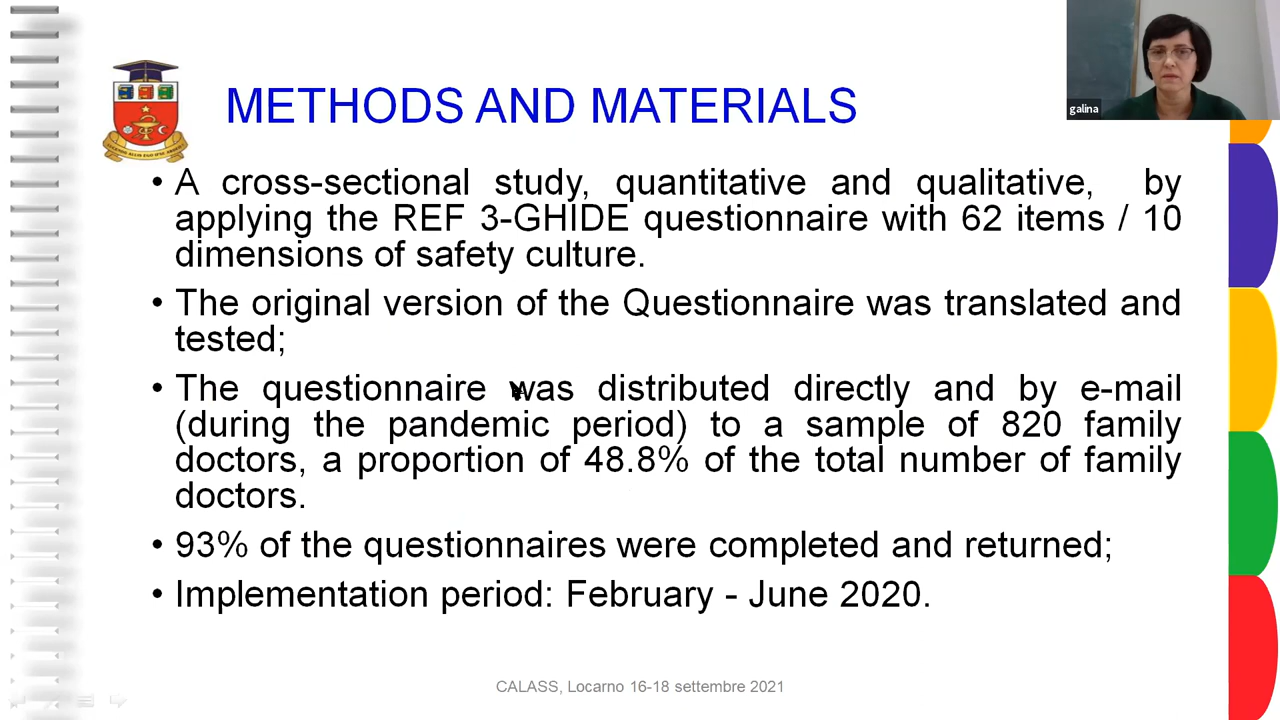 METHODS AND MATERIALS
galina
• A cross-sectional study, quantitative and qualitative, by
applying the REF 3-GHIDE questionnaire with 62 items / 10
dimensions of safety culture.
• The original version of the Questionnaire was translated and
tested;
• The questionnaire was distributed directly and by e-mail
(during the pandemic period) to a sample of 820 family
doctors, a proportion of 48.8% of the total number of family
doctors.
• 93% of the questionnaires were completed and returned;
• Implementation period: February - June 2020.
CALASS, Locarno 16-18 settembre 2021